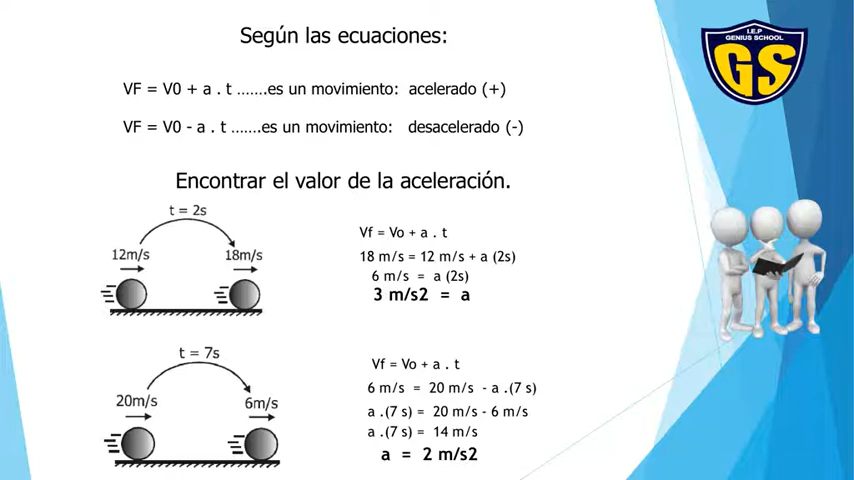 Según las ecuaciones:
I.E.P
GENIUS SCHOOL
GS
VF = V0 + a . t .......es un movimiento: acelerado (+)
VF = V0 - a . t .......es un movimiento: desacelerado (-)
Encontrar el valor de la aceleración.
t = 2s
12m/s 18m/s
Vf = Vo + a . t
18 m/s = 12 m/s + a (2s)
6 m/s = a (2s)
3 m/s2 = a
t = 7s
20m/s 6m/s
Vf = Vo + a . t
6 m/s = 20 m/s - a .(7 s)
a .(7 s) = 20 m/s - 6 m/s
a .(7 s) = 14 m/s
a = 2 m/s2